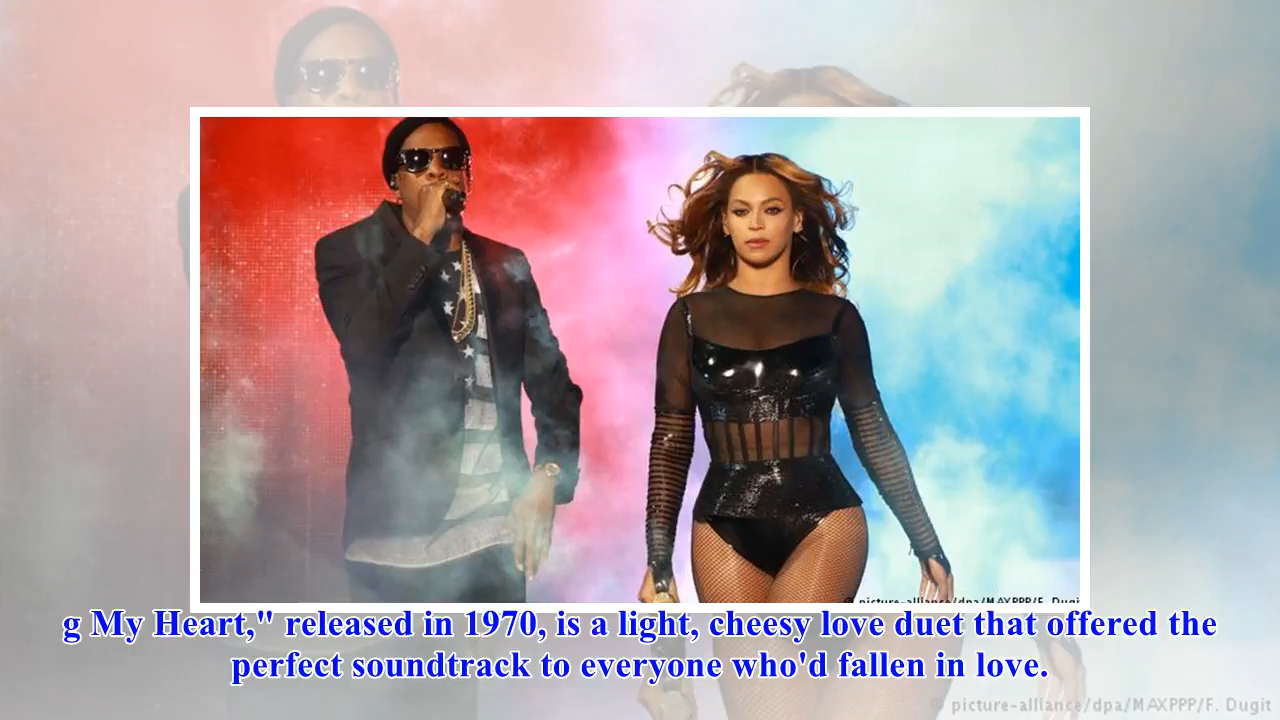 © picture-alliance/dpa/MAXPPP/F. Dugit
g My Heart," released in 1970, is a light, cheesy love duet that offered the
perfect soundtrack to everyone who'd fallen in love.
© picture-alliance/dpa/MAXPPP/F. Dugit